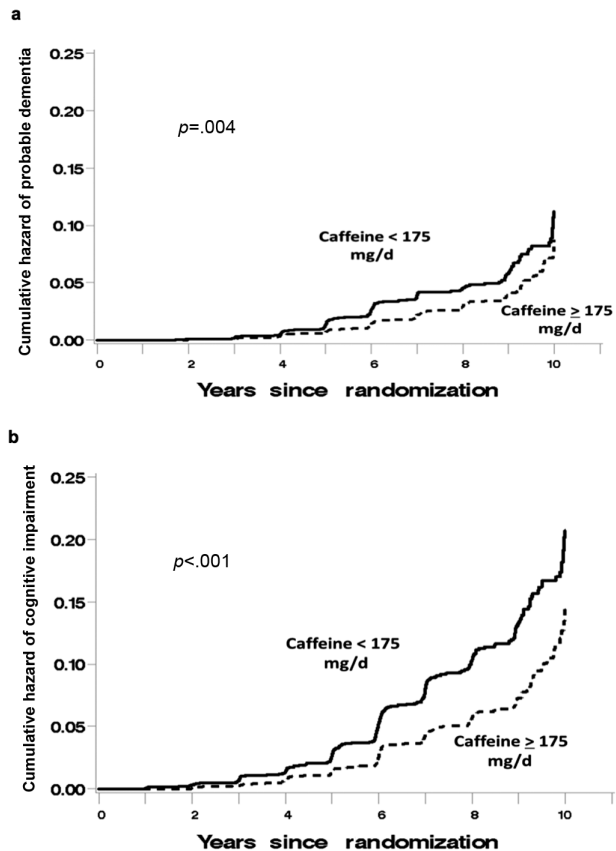 a
Cumulative hazard of probable dementia
0.25
0.20
0.15
0.10
0.05
0.00
p=.004
Caffeine < 175
mg/d
Caffeine ≥ 175
mg/d
0 2 4 6 8 10
Years since randomization
b
Cumulative hazard of cognitive impairment
0.25
0.20
0.15
0.10
0.05
0.00
p<.001
Caffeine < 175
mg/d
Caffeine ≥ 175
mg/d
0 2 4 6 8 10
Years since randomization